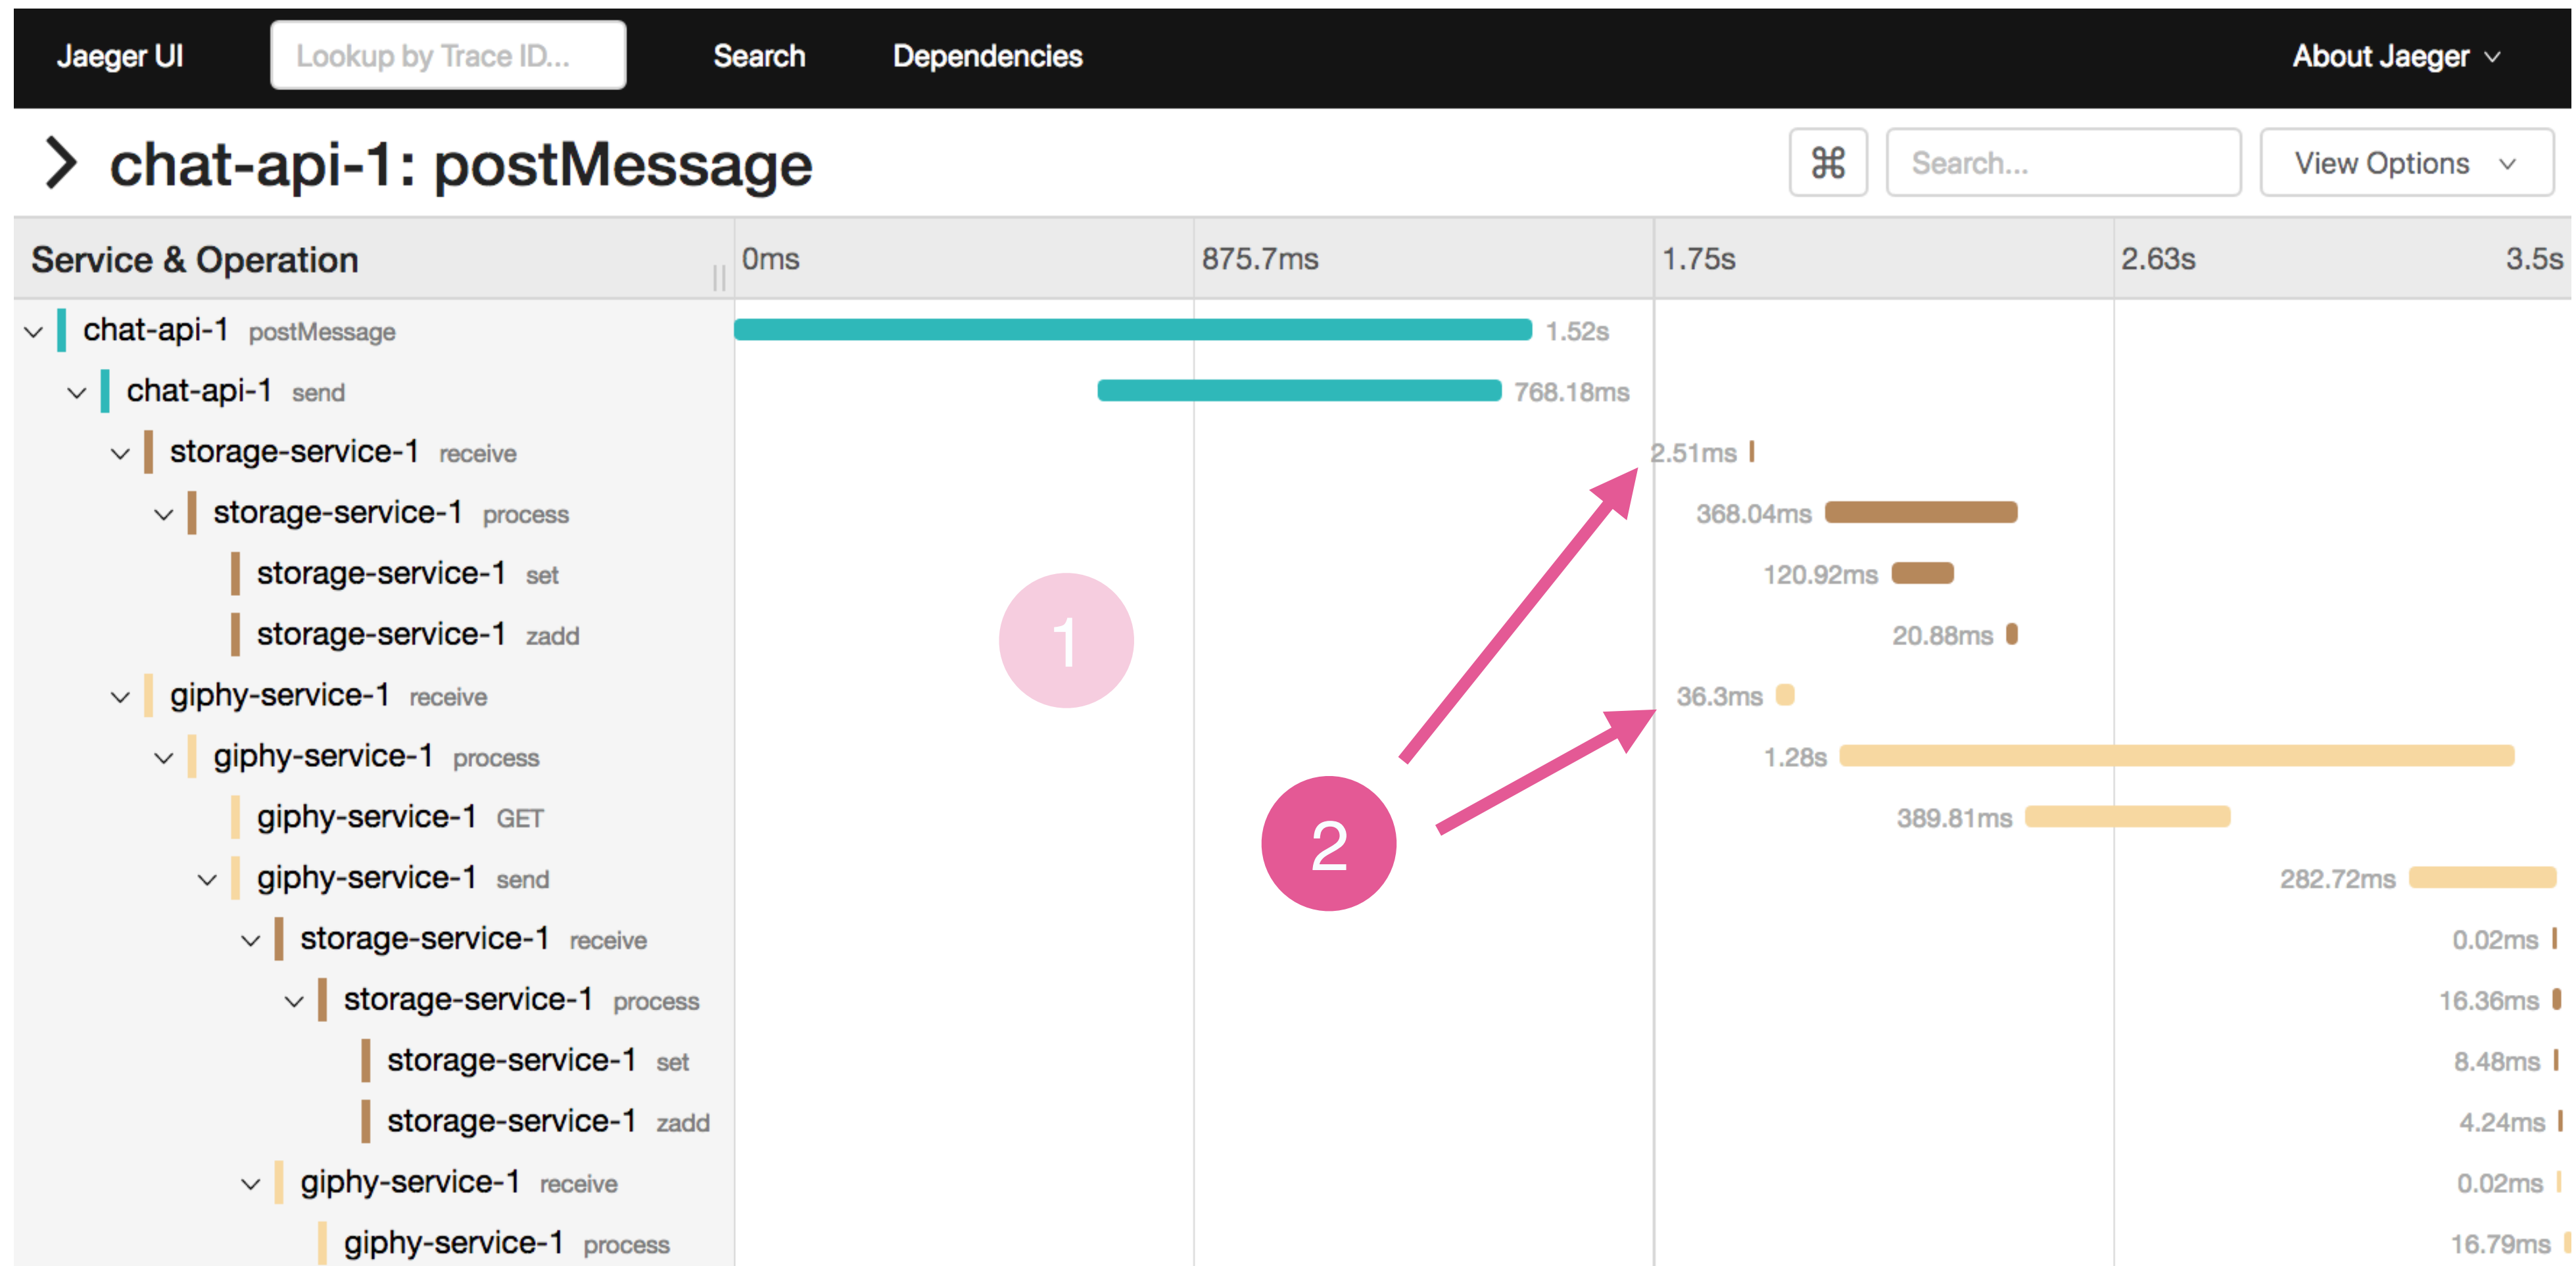 Jaeger UI Lookup by Trace ID... Search Dependencies About Jaeger
chat-api-1: postMessage ⌘ Search... View Options
Service & Operation 0ms 875.7ms 1.75s 2.63s 3.5s
chat-api-1 postMessage 1.52s
chat-api-1 send 768.18ms
storage-service-1 receive 2.51ms
storage-service-1 process 368.04ms
storage-service-1 set 120.92ms
storage-service-1 zadd 20.88ms
1
giphy-service-1 receive 36.3ms
giphy-service-1 process 1.28s
giphy-service-1 GET 389.81ms
2
giphy-service-1 send 282.72ms
storage-service-1 receive 0.02ms
storage-service-1 process 16.36ms
storage-service-1 set 8.48ms
storage-service-1 zadd 4.24ms
giphy-service-1 receive 0.02ms
giphy-service-1 process 16.79ms